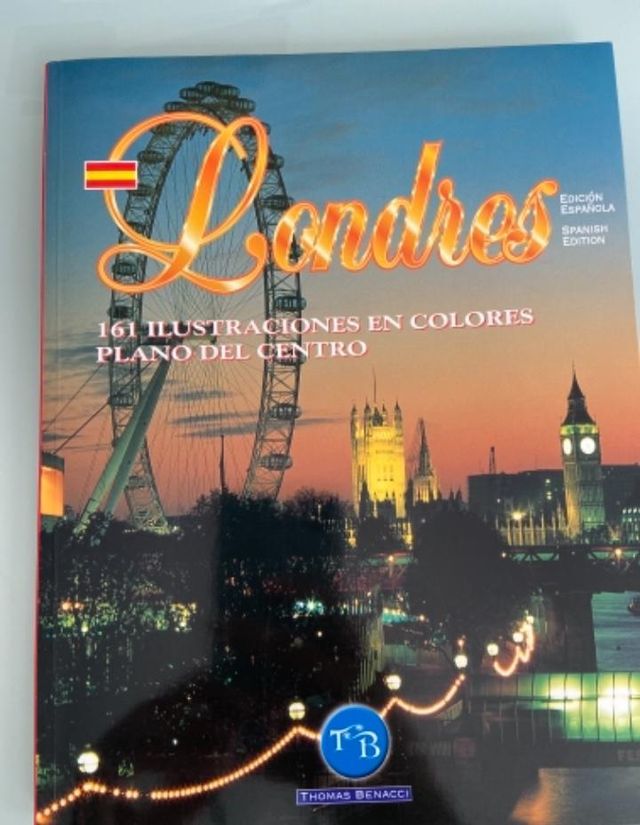 Londres
EDICIÓN
ESPAÑOLA
SPANISH
EDITION
161 ILUSTRACIONES EN COLORES
PLANO DEL CENTRO
TB
THOMAS BENACCI